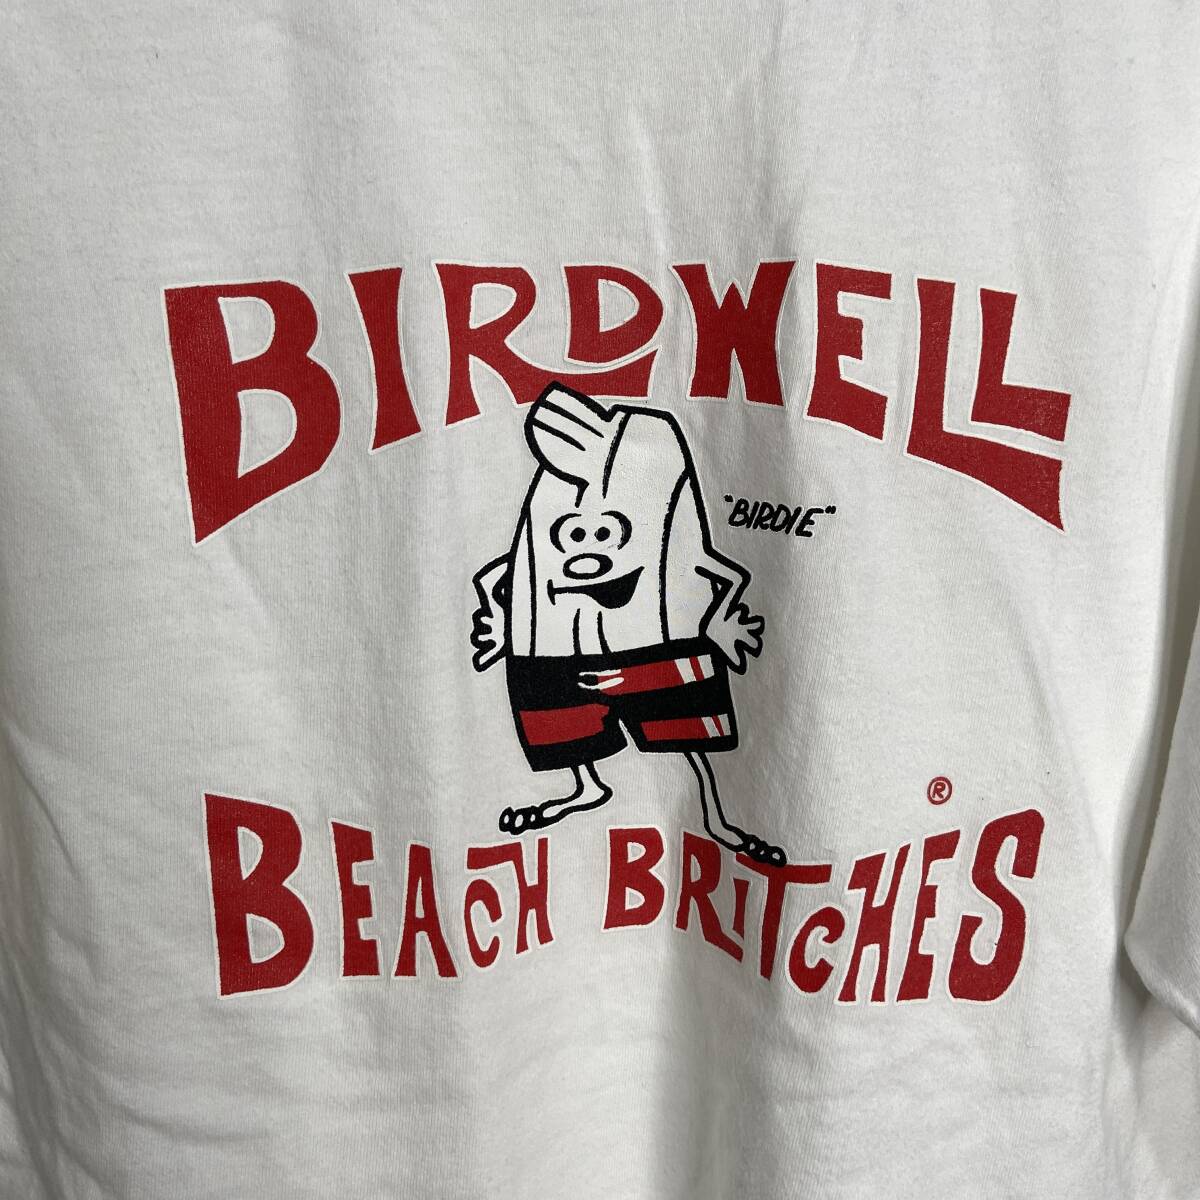 BIRDWELL
"BIRDIE"
®
BEACH BRITCHES